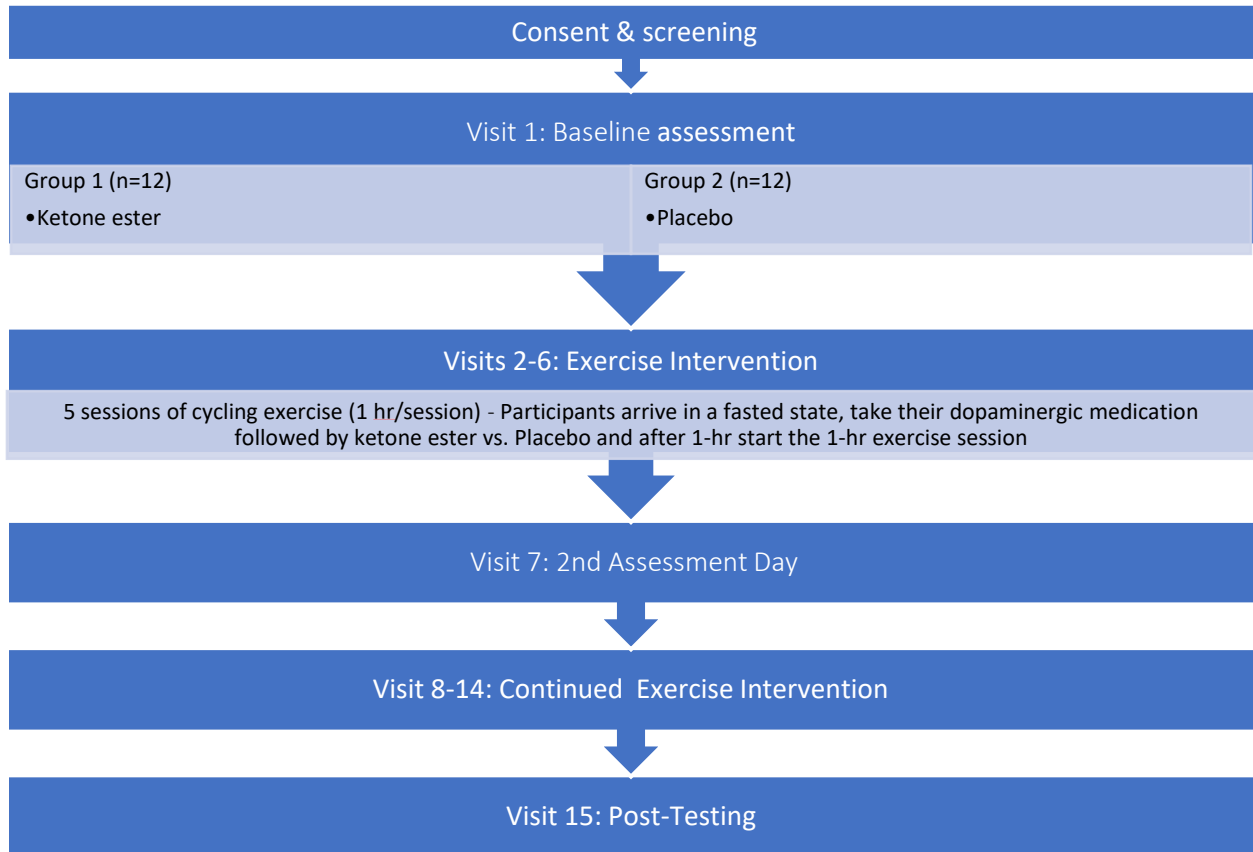 Consent & screening
Visit 1: Baseline assessment
Group 1 (n=12)
•Ketone ester
Group 2 (n=12)
•Placebo
Visits 2-6: Exercise Intervention
5 sessions of cycling exercise (1 hr/session) - Participants arrive in a fasted state, take their dopaminergic medication
followed by ketone ester vs. Placebo and after 1-hr start the 1-hr exercise session
Visit 7: 2nd Assessment Day
Visit 8-14: Continued  Exercise Intervention
Visit 15: Post-Testing